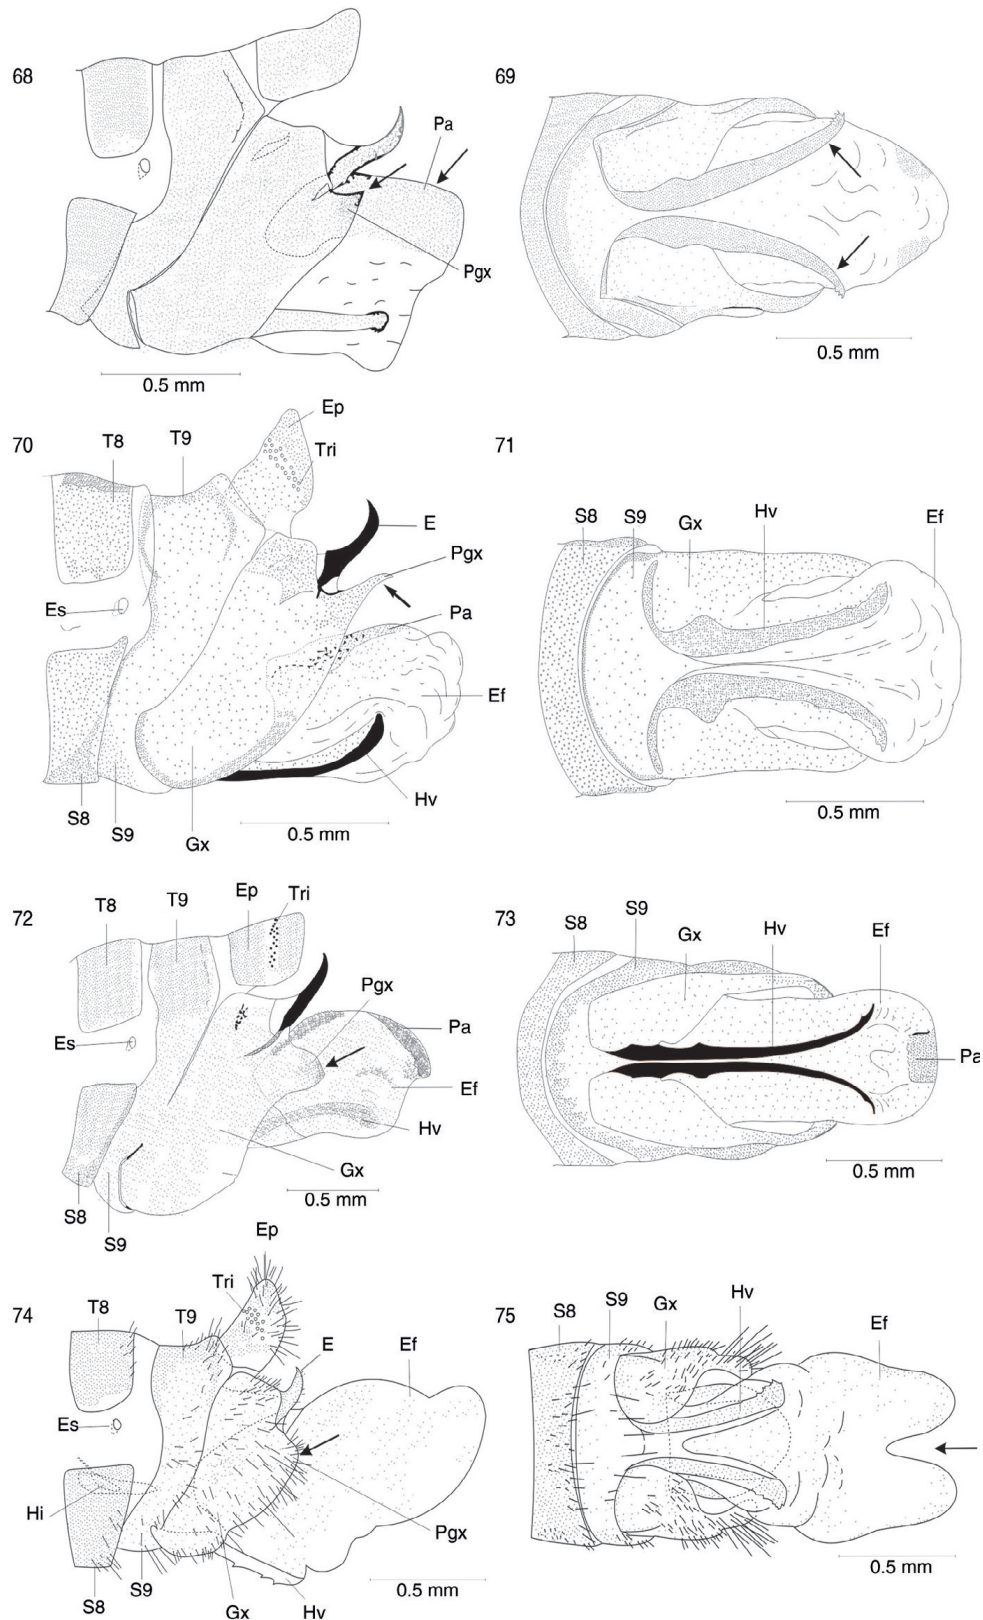 68
Pa
Pgx
0.5 mm
69
0.5 mm
70
T8
T9
Ep
Tri
E
Pgx
Es
Pa
Ef
Hv
S8
S9
Gx
0.5 mm
71
S8
S9
Gx
Hv
Ef
0.5 mm
72
T8
T9
Ep
Tri
Pgx
Pa
Es
Ef
Hv
Gx
S8
S9
0.5 mm
73
S8
S9
Gx
Hv
Ef
Pa
0.5 mm
74
T8
T9
Tri
Ep
E
Ef
Es
Hi
Pgx
S8
S9
Gx
Hv
0.5 mm
75
S8
S9
Gx
Hv
Ef
0.5 mm